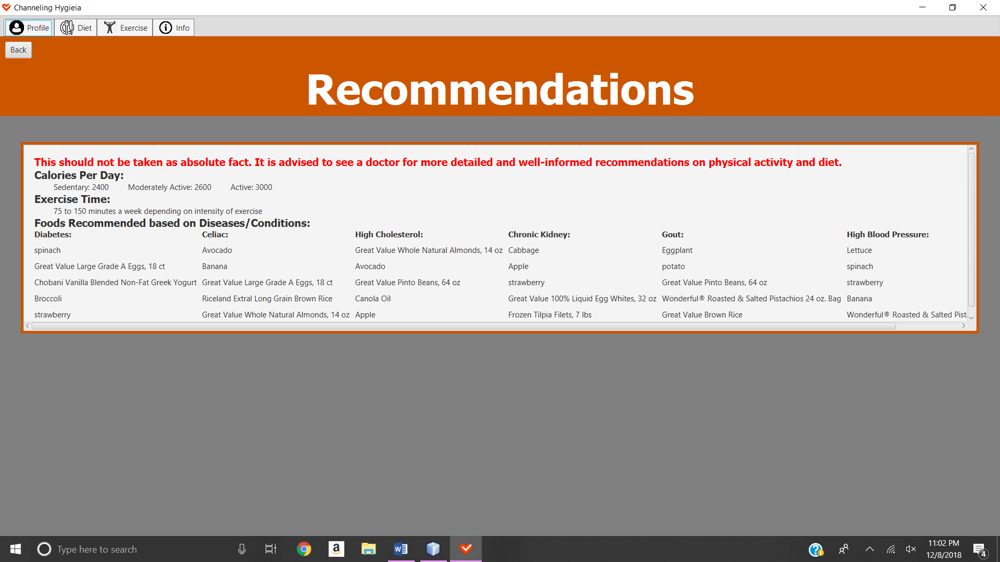 Channeling Hygieia
Profile Diet Exercise Info
Back
Recommendations
This should not be taken as absolute fact. It is advised to see a doctor for more detailed and well-informed recommendations on physical activity and diet.
Calories Per Day:
Sedentary: 2400 Moderately Active: 2600 Active: 3000
Exercise Time:
75 to 150 minutes a week depending on intensity of exercise
Foods Recommended based on Diseases/Conditions:
Diabetes: Celiac: High Cholesterol: Chronic Kidney: Gout: High Blood Pressure:
spinach Avocado Great Value Whole Natural Almonds, 14 oz Cabbage Eggplant Lettuce
Great Value Large Grade A Eggs, 18 ct Banana Avocado Apple potato spinach
Chobani Vanilla Blended Non-Fat Greek Yogurt Great Value Large Grade A Eggs, 18 ct Great Value Pinto Beans, 64 oz strawberry Great Value Pinto Beans, 64 oz strawberry
Broccoli Riceland Extral Long Grain Brown Rice Canola Oil Great Value 100% Liquid Egg Whites, 32 oz Wonderful® Roasted & Salted Pistachios 24 oz. Bag Banana
strawberry Great Value Whole Natural Almonds, 14 oz Apple Frozen Tilpia Filets, 7 lbs Great Value Brown Rice Wonderful® Roasted & Salted Pist
Type here to search
11:02 PM
12/8/2018
4